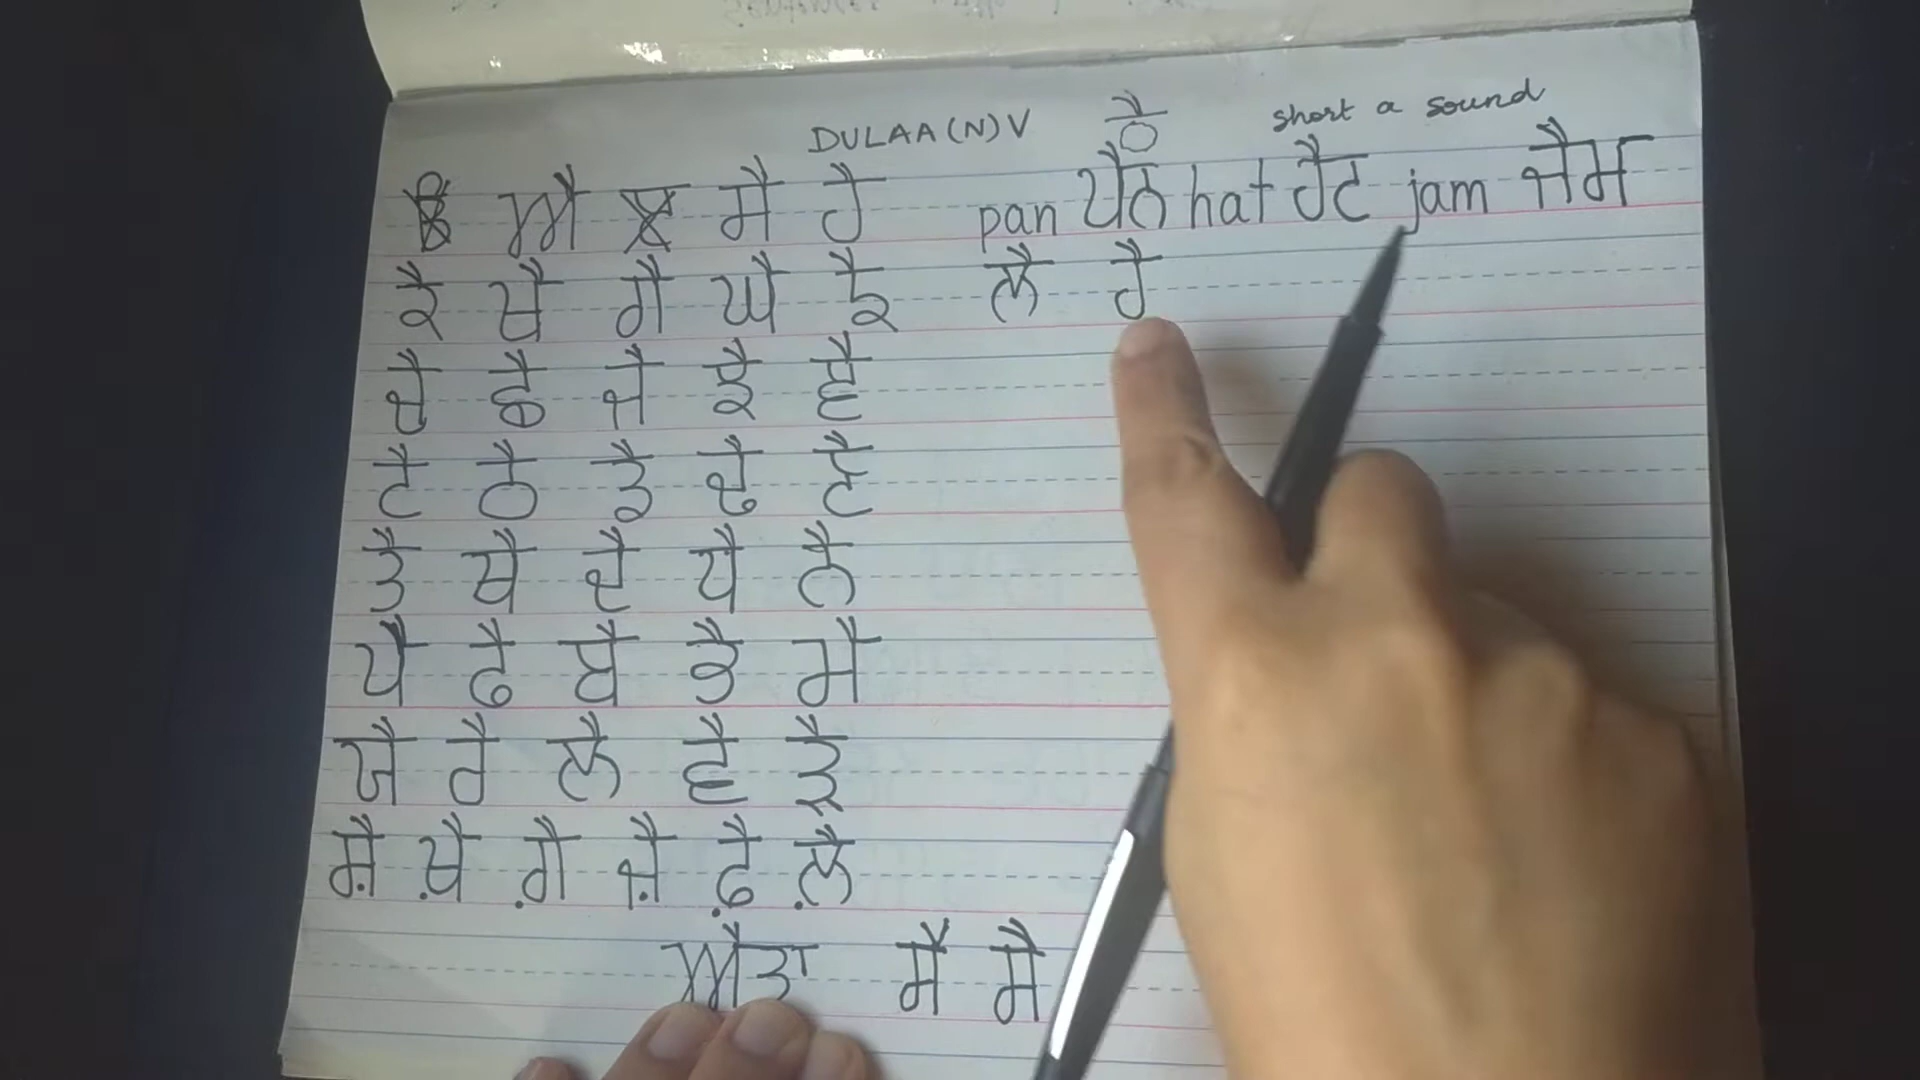 DULAA(N)V ੈ short a sound
ਐ ਸੈ ਹੈ pan ਪੈਨ hat ਹੈਟ jam ਜੈਮ
ਕੈ ਖੈ ਗੈ ਘੈ ਙੈ ਲੈ ਹੈ
ਚੈ ਛੈ ਜੈ ਝੈ ਞੈ
ਟੈ ਠੈ ਡੈ ਢੈ ਣੈ
ਤੈ ਥੈ ਦੈ ਧੈ ਨੈ
ਪੈ ਫੈ ਬੈ ਭੈ ਮੈ
ਯੈ ਰੈ ਲੈ ਵੈ ੜੈ
ਸ਼ੈ ਖ਼ੈ ਗ਼ੈ ਜ਼ੈ ਫ਼ੈ ਲ਼ੈ
ਸੈ ਸੈ